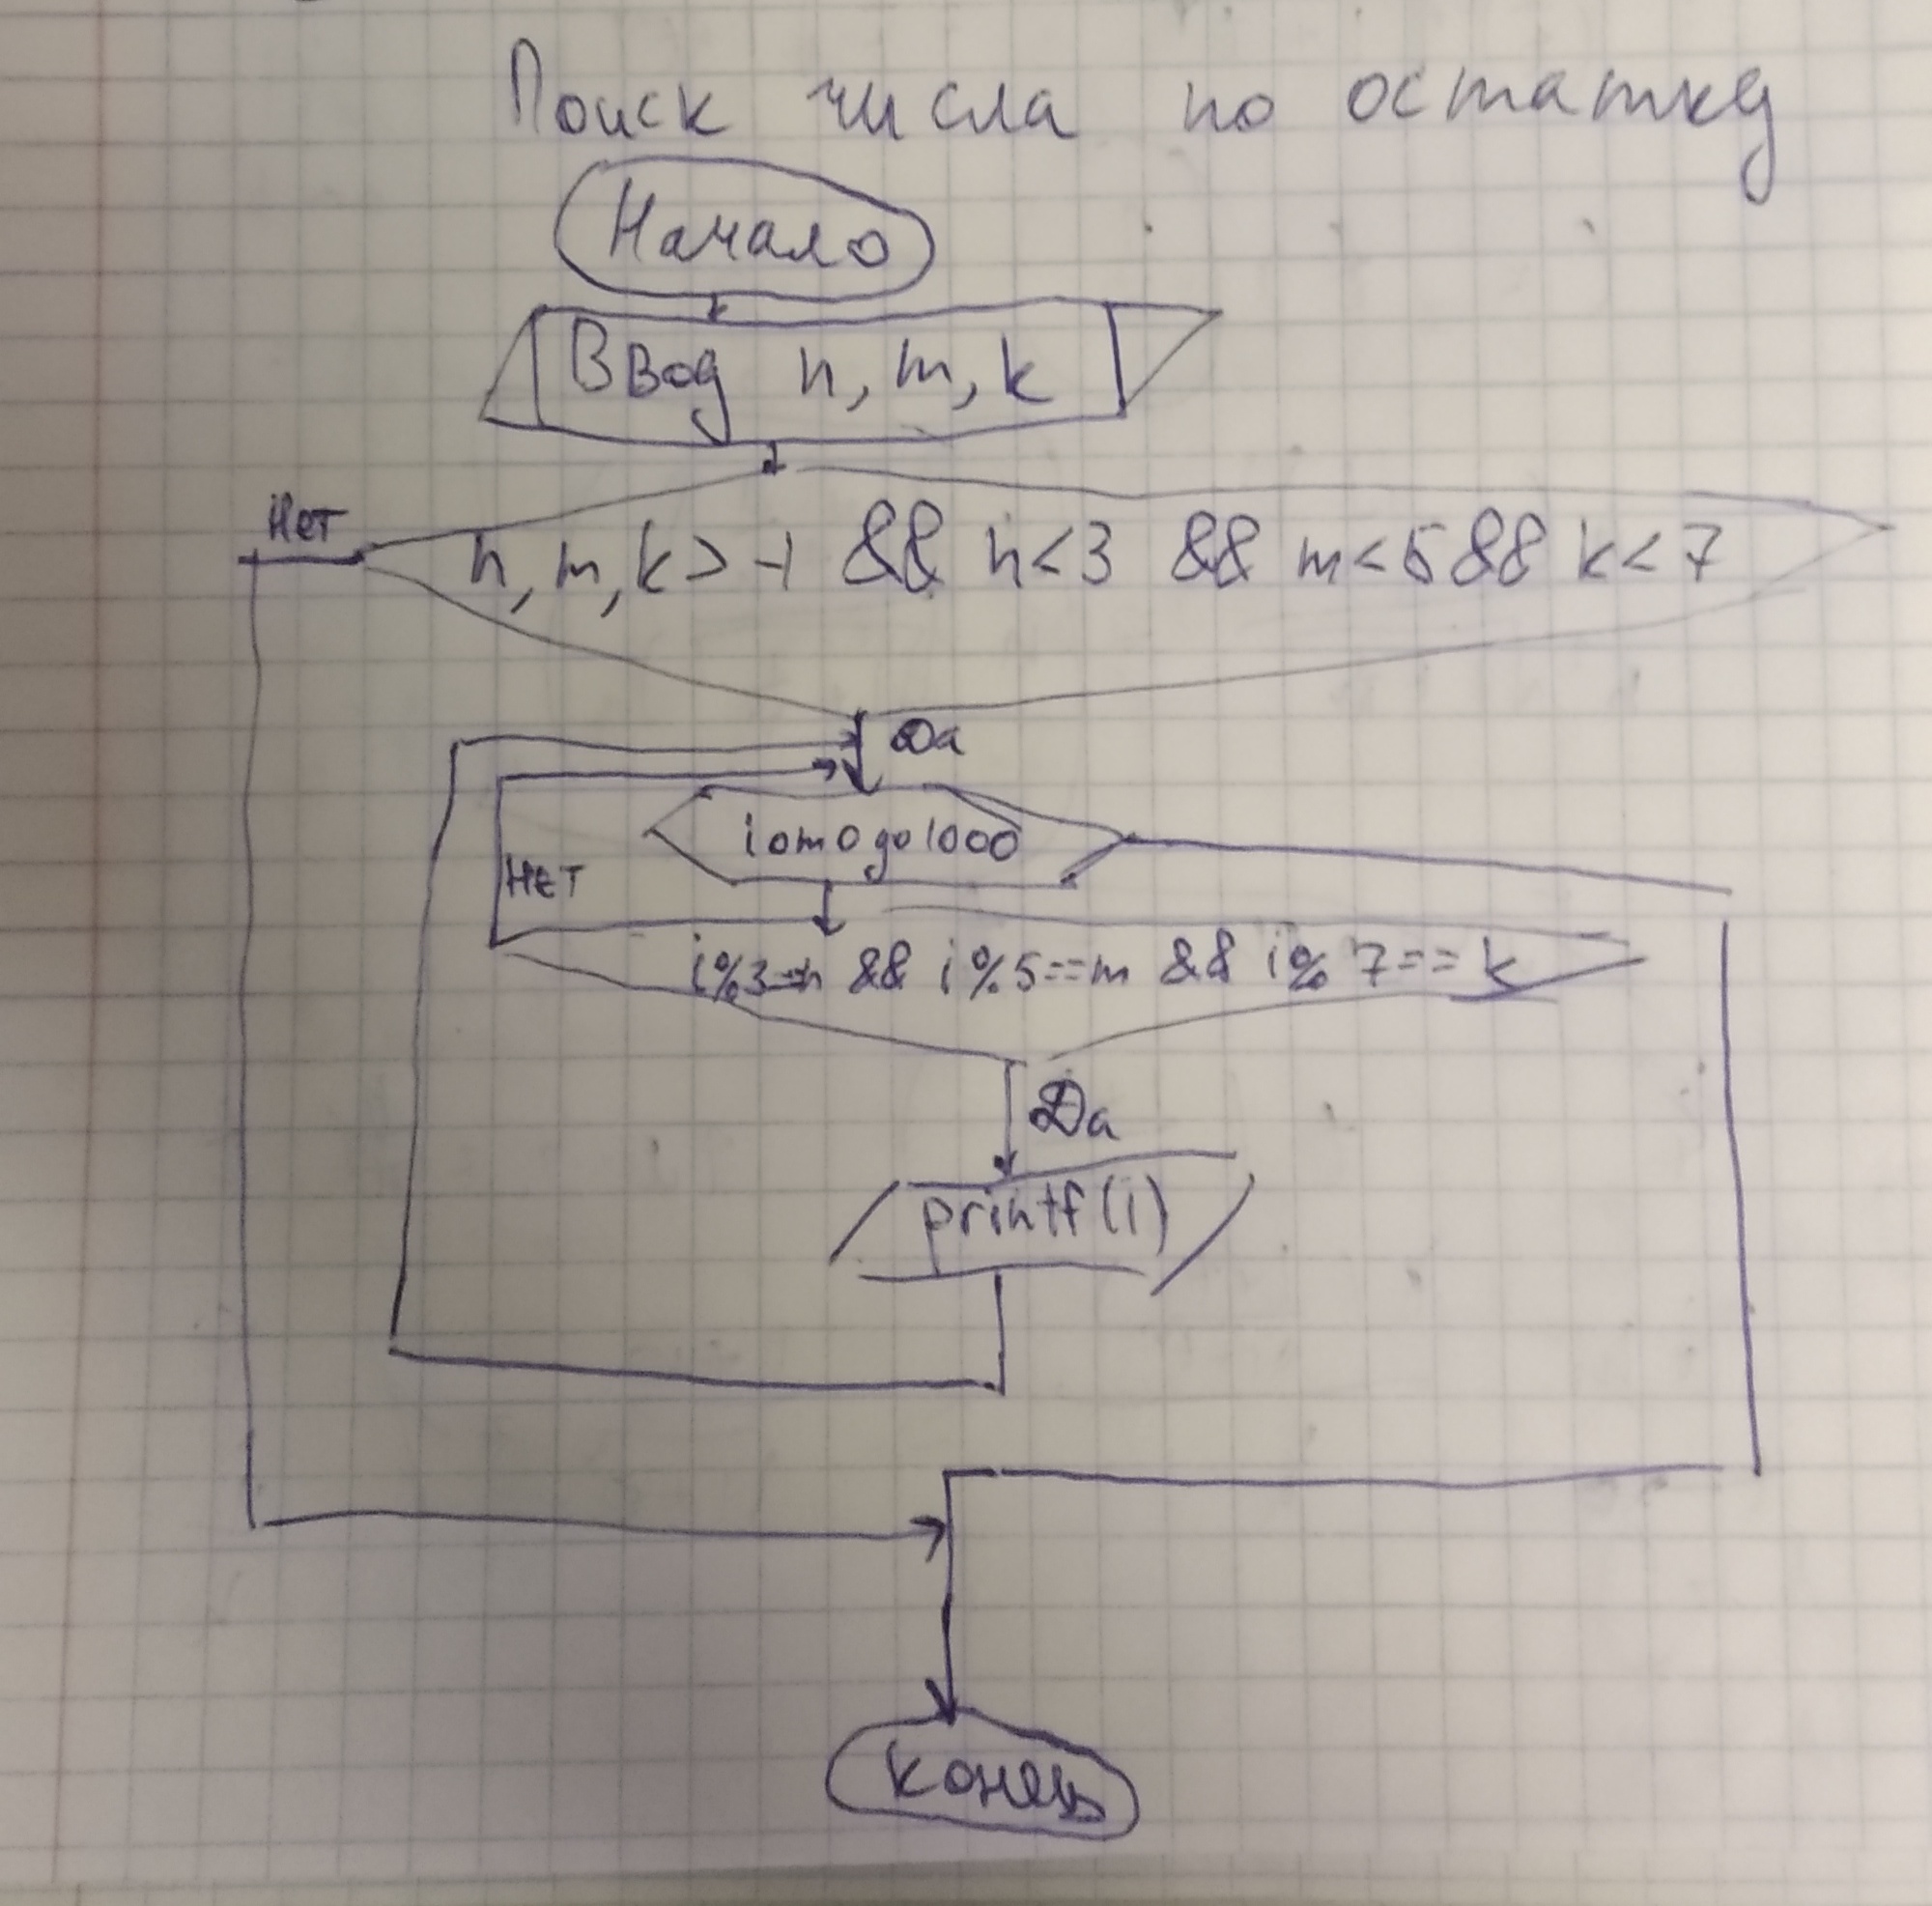 Поиск числа по остатку
Начало
Ввод n, m, k
Нет
n, m, k > -1 && n < 3 && m < 5 && k < 7
Да
i от 0 до 1000
НЕТ
i%3==n && i%5==m && i%7==k
Да
printf(i)
конец